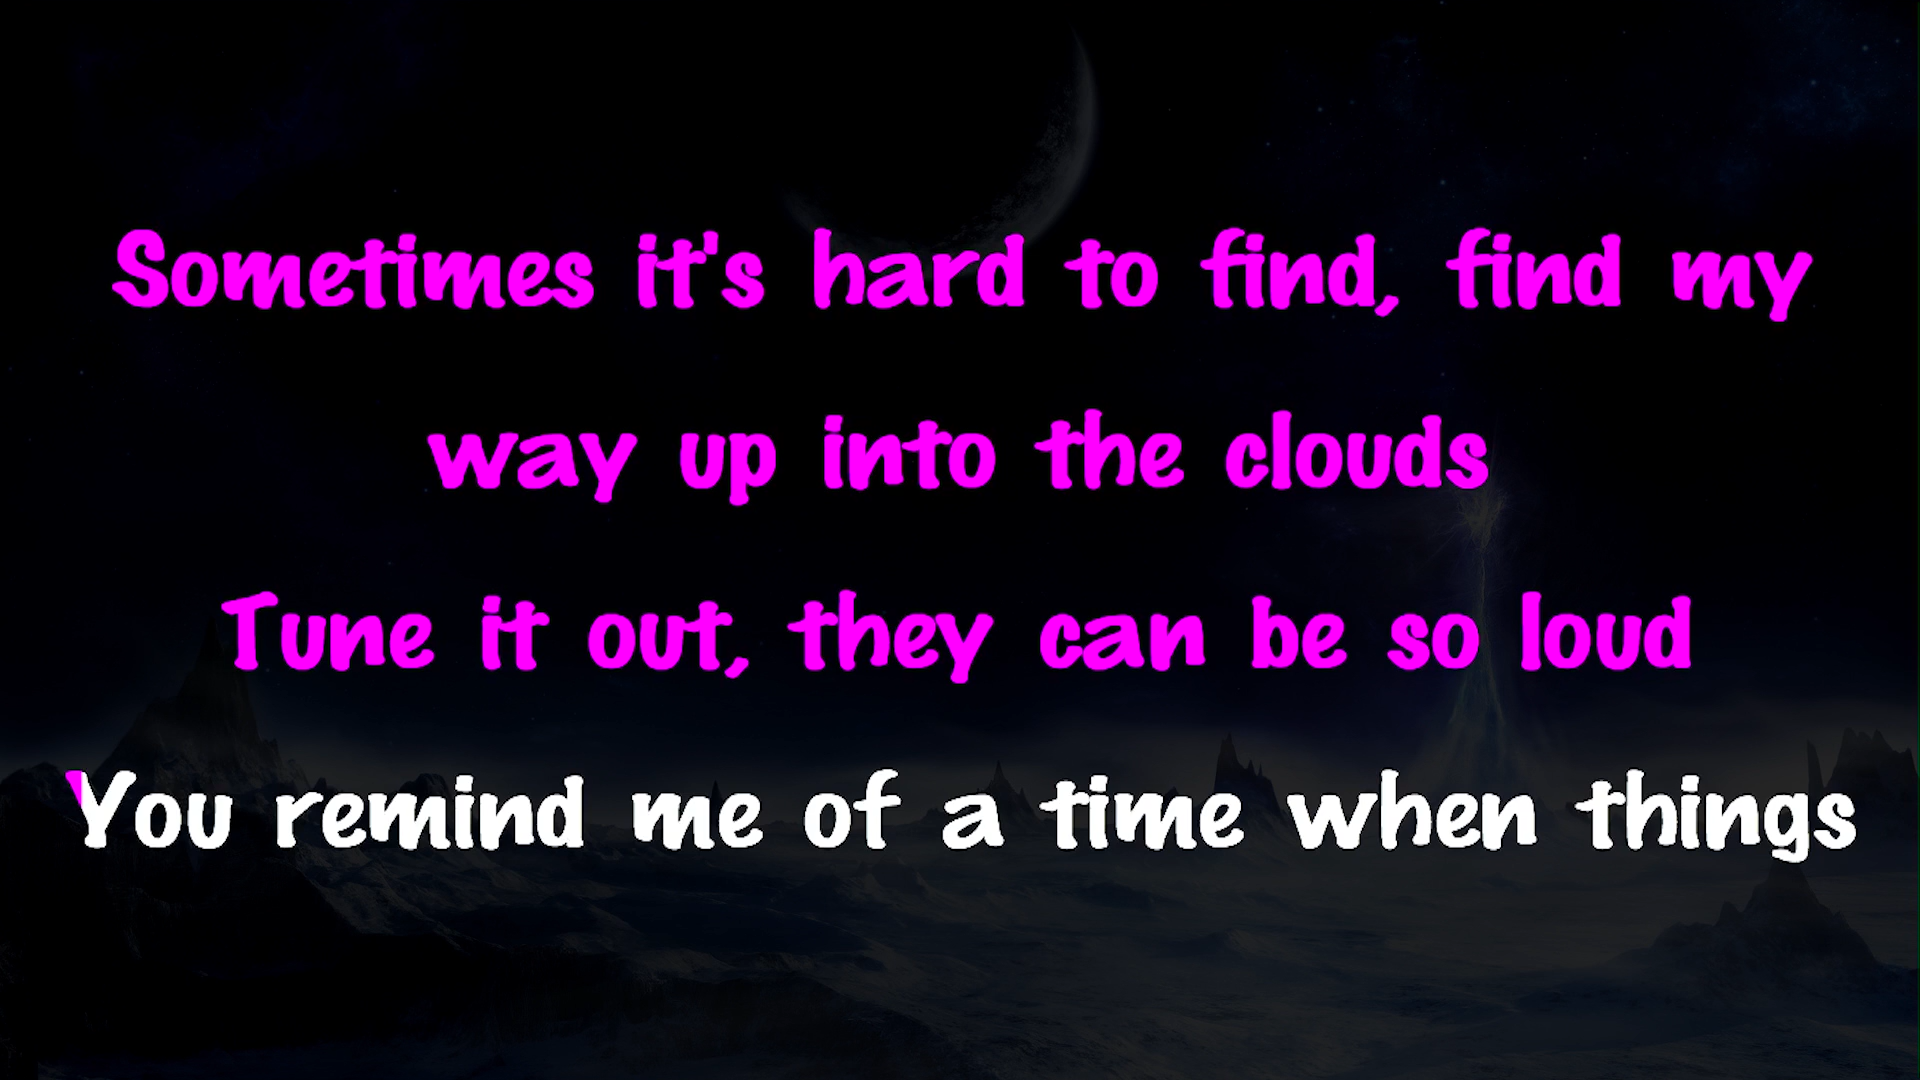 Sometimes it's hard to find, find my
way up into the clouds
Tune it out, they can be so loud
You remind me of a time when things